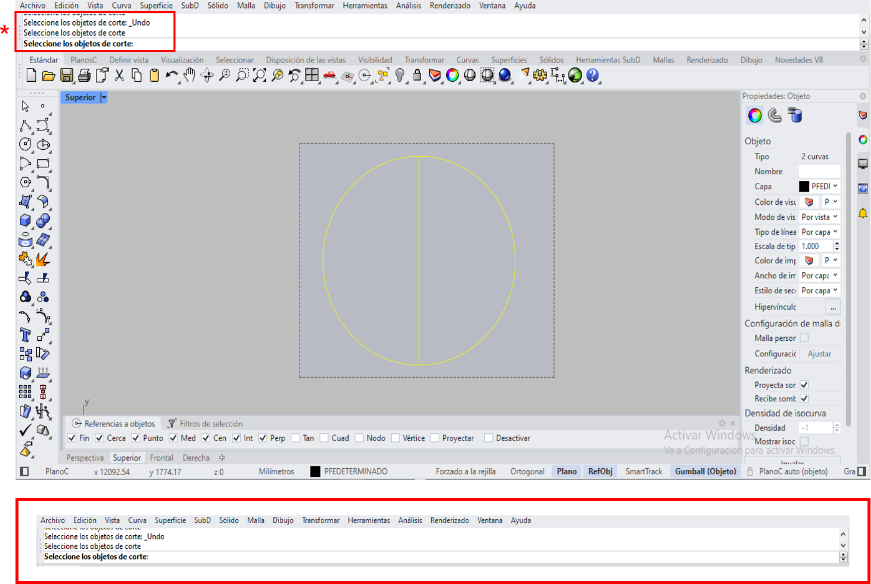 Archivo Edición Vista Curva Superficie SubD Sólido Malla Dibujo Transformar Herramientas Análisis Renderizado Ventana Ayuda
Seleccione los objetos de corte: _Undo
Seleccione los objetos de corte
*
Seleccione los objetos de corte:
Estándar PlanosC Definir vista Visualización Seleccionar Disposición de las vistas Visibilidad Transformar Curvas Superficies Sólidos Herramientas SubD Mallas Renderizado Dibujo Novedades V8
Superior
Propiedades: Objeto
Objeto
Tipo 2 curvas
Nombre
Capa PFEDI
Color de visu P
Modo de vis Por vista
Tipo de línea Por capa
Escala de tip 1.000
Color de imp P
Ancho de im Por capa
Estilo de sec Por capa
Hipervínculo ...
Configuración de malla d
Malla person
Configuració Ajustar
Renderizado
Proyecta sor
Recibe somb
Densidad de isocurva
Densidad -1
Mostrar isoc
y
Referencias a objetos Filtros de selección
Fin Cerca Punto Med Cen Int Perp Tan Cuad Nodo Vértice Proyectar Desactivar
Activar Windows
Ve a Configuración para activar Windows.
Perspectiva Superior Frontal Derecha
PlanoC x 12092.54 y 1774.17 z 0 Milímetros PFEDETERMINADO Forzado a la rejilla Ortogonal Plano RefObj SmartTrack Gumball (Objeto) PlanoC auto (objeto) Gra
Archivo Edición Vista Curva Superficie SubD Sólido Malla Dibujo Transformar Herramientas Análisis Renderizado Ventana Ayuda
Seleccione los objetos de corte: _Undo
Seleccione los objetos de corte
Seleccione los objetos de corte: